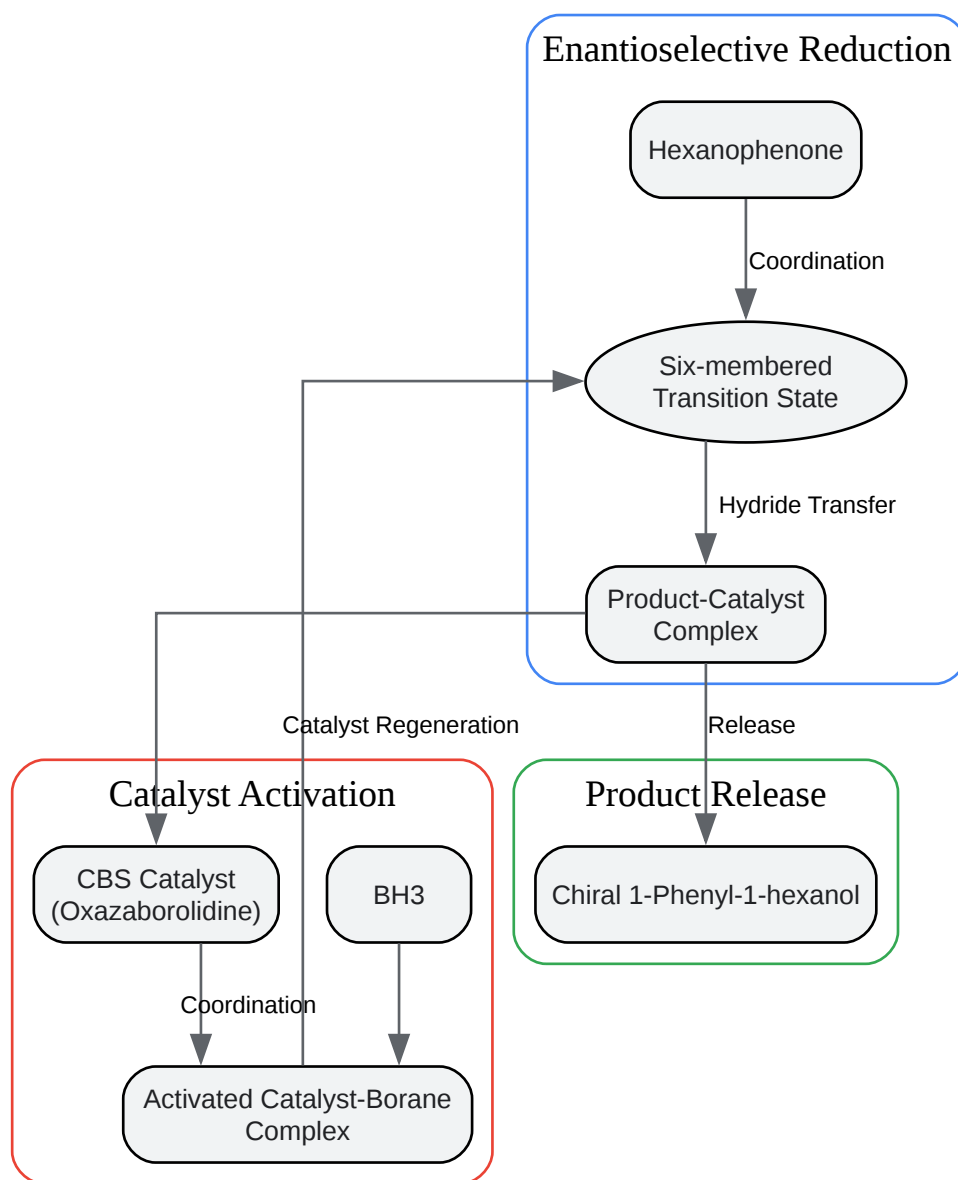 Enantioselective Reduction
Hexanophenone
Coordination
Six-membered
Transition State
Hydride Transfer
Product-Catalyst
Complex
Catalyst Regeneration
Release
Catalyst Activation
Product Release
CBS Catalyst
(Oxazaborolidine)
BH3
Chiral 1-Phenyl-1-hexanol
Coordination
Activated Catalyst-Borane
Complex